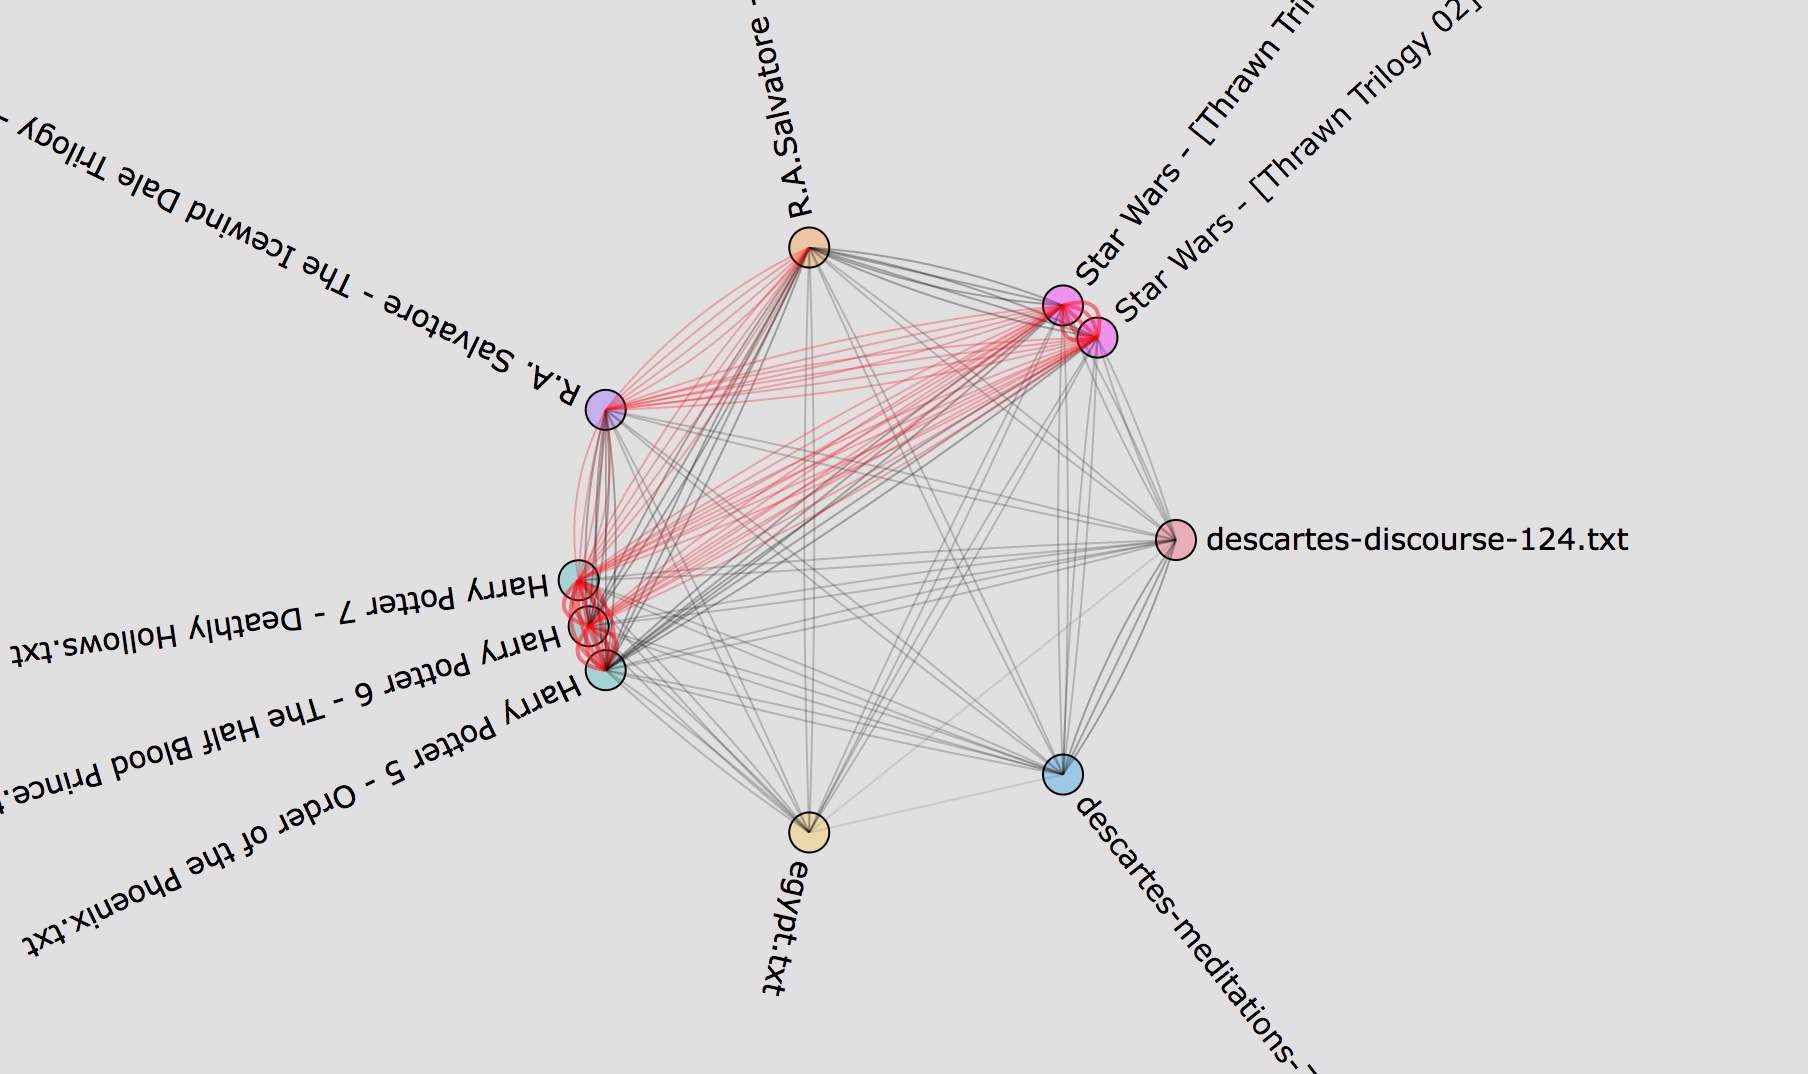 R.A.Salvatore -
Star Wars - [Thrawn
Star Wars - [Thrawn Trilogy 02]
R.A. Salvatore - The Icewind Dale Trilogy -
descartes-discourse-124.txt
Harry Potter 7 - Deathly Hollows.txt
Harry Potter 6 - The Half Blood Prince.
Harry Potter 5 - Order of the Phoenix.txt
egypt.txt
descartes-meditations-